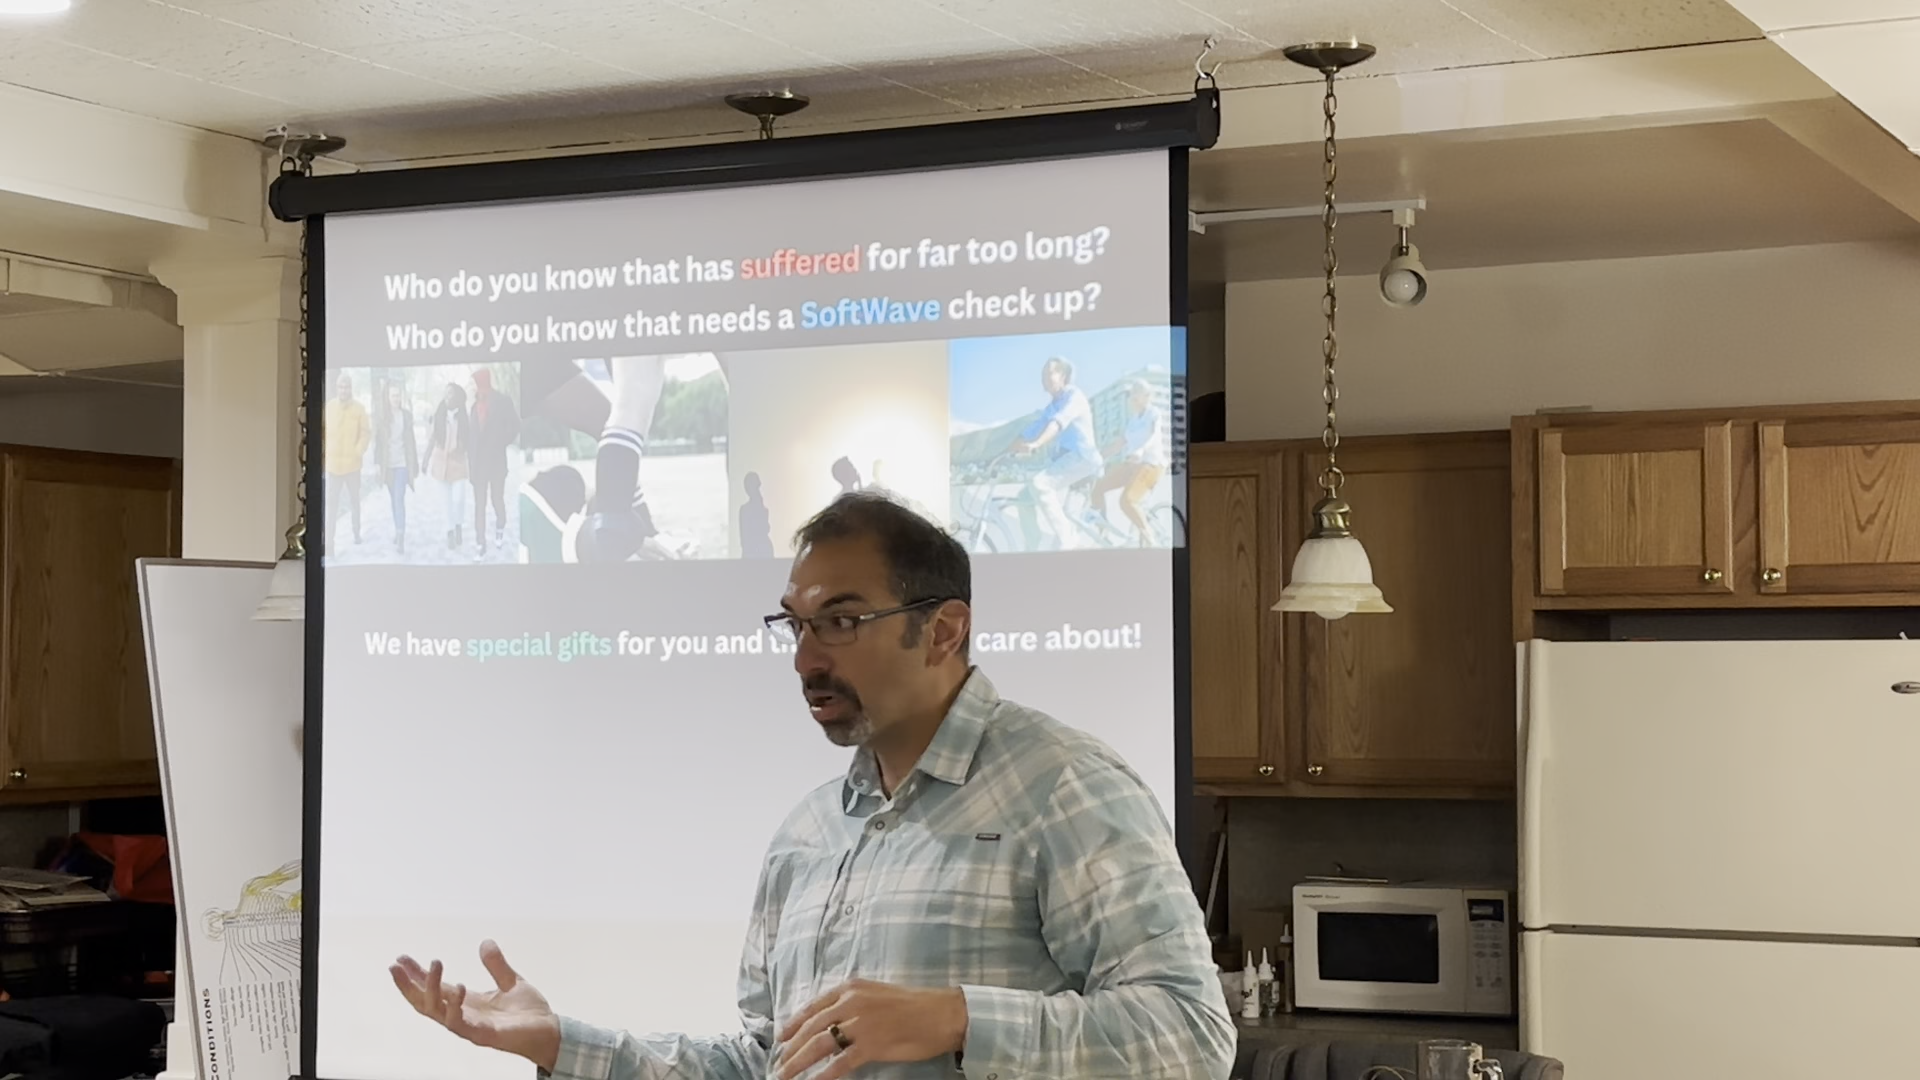 Who do you know that has suffered for far too long?
Who do you know that needs a SoftWave check up?
We have special gifts for you and care about!
CONDITIONS